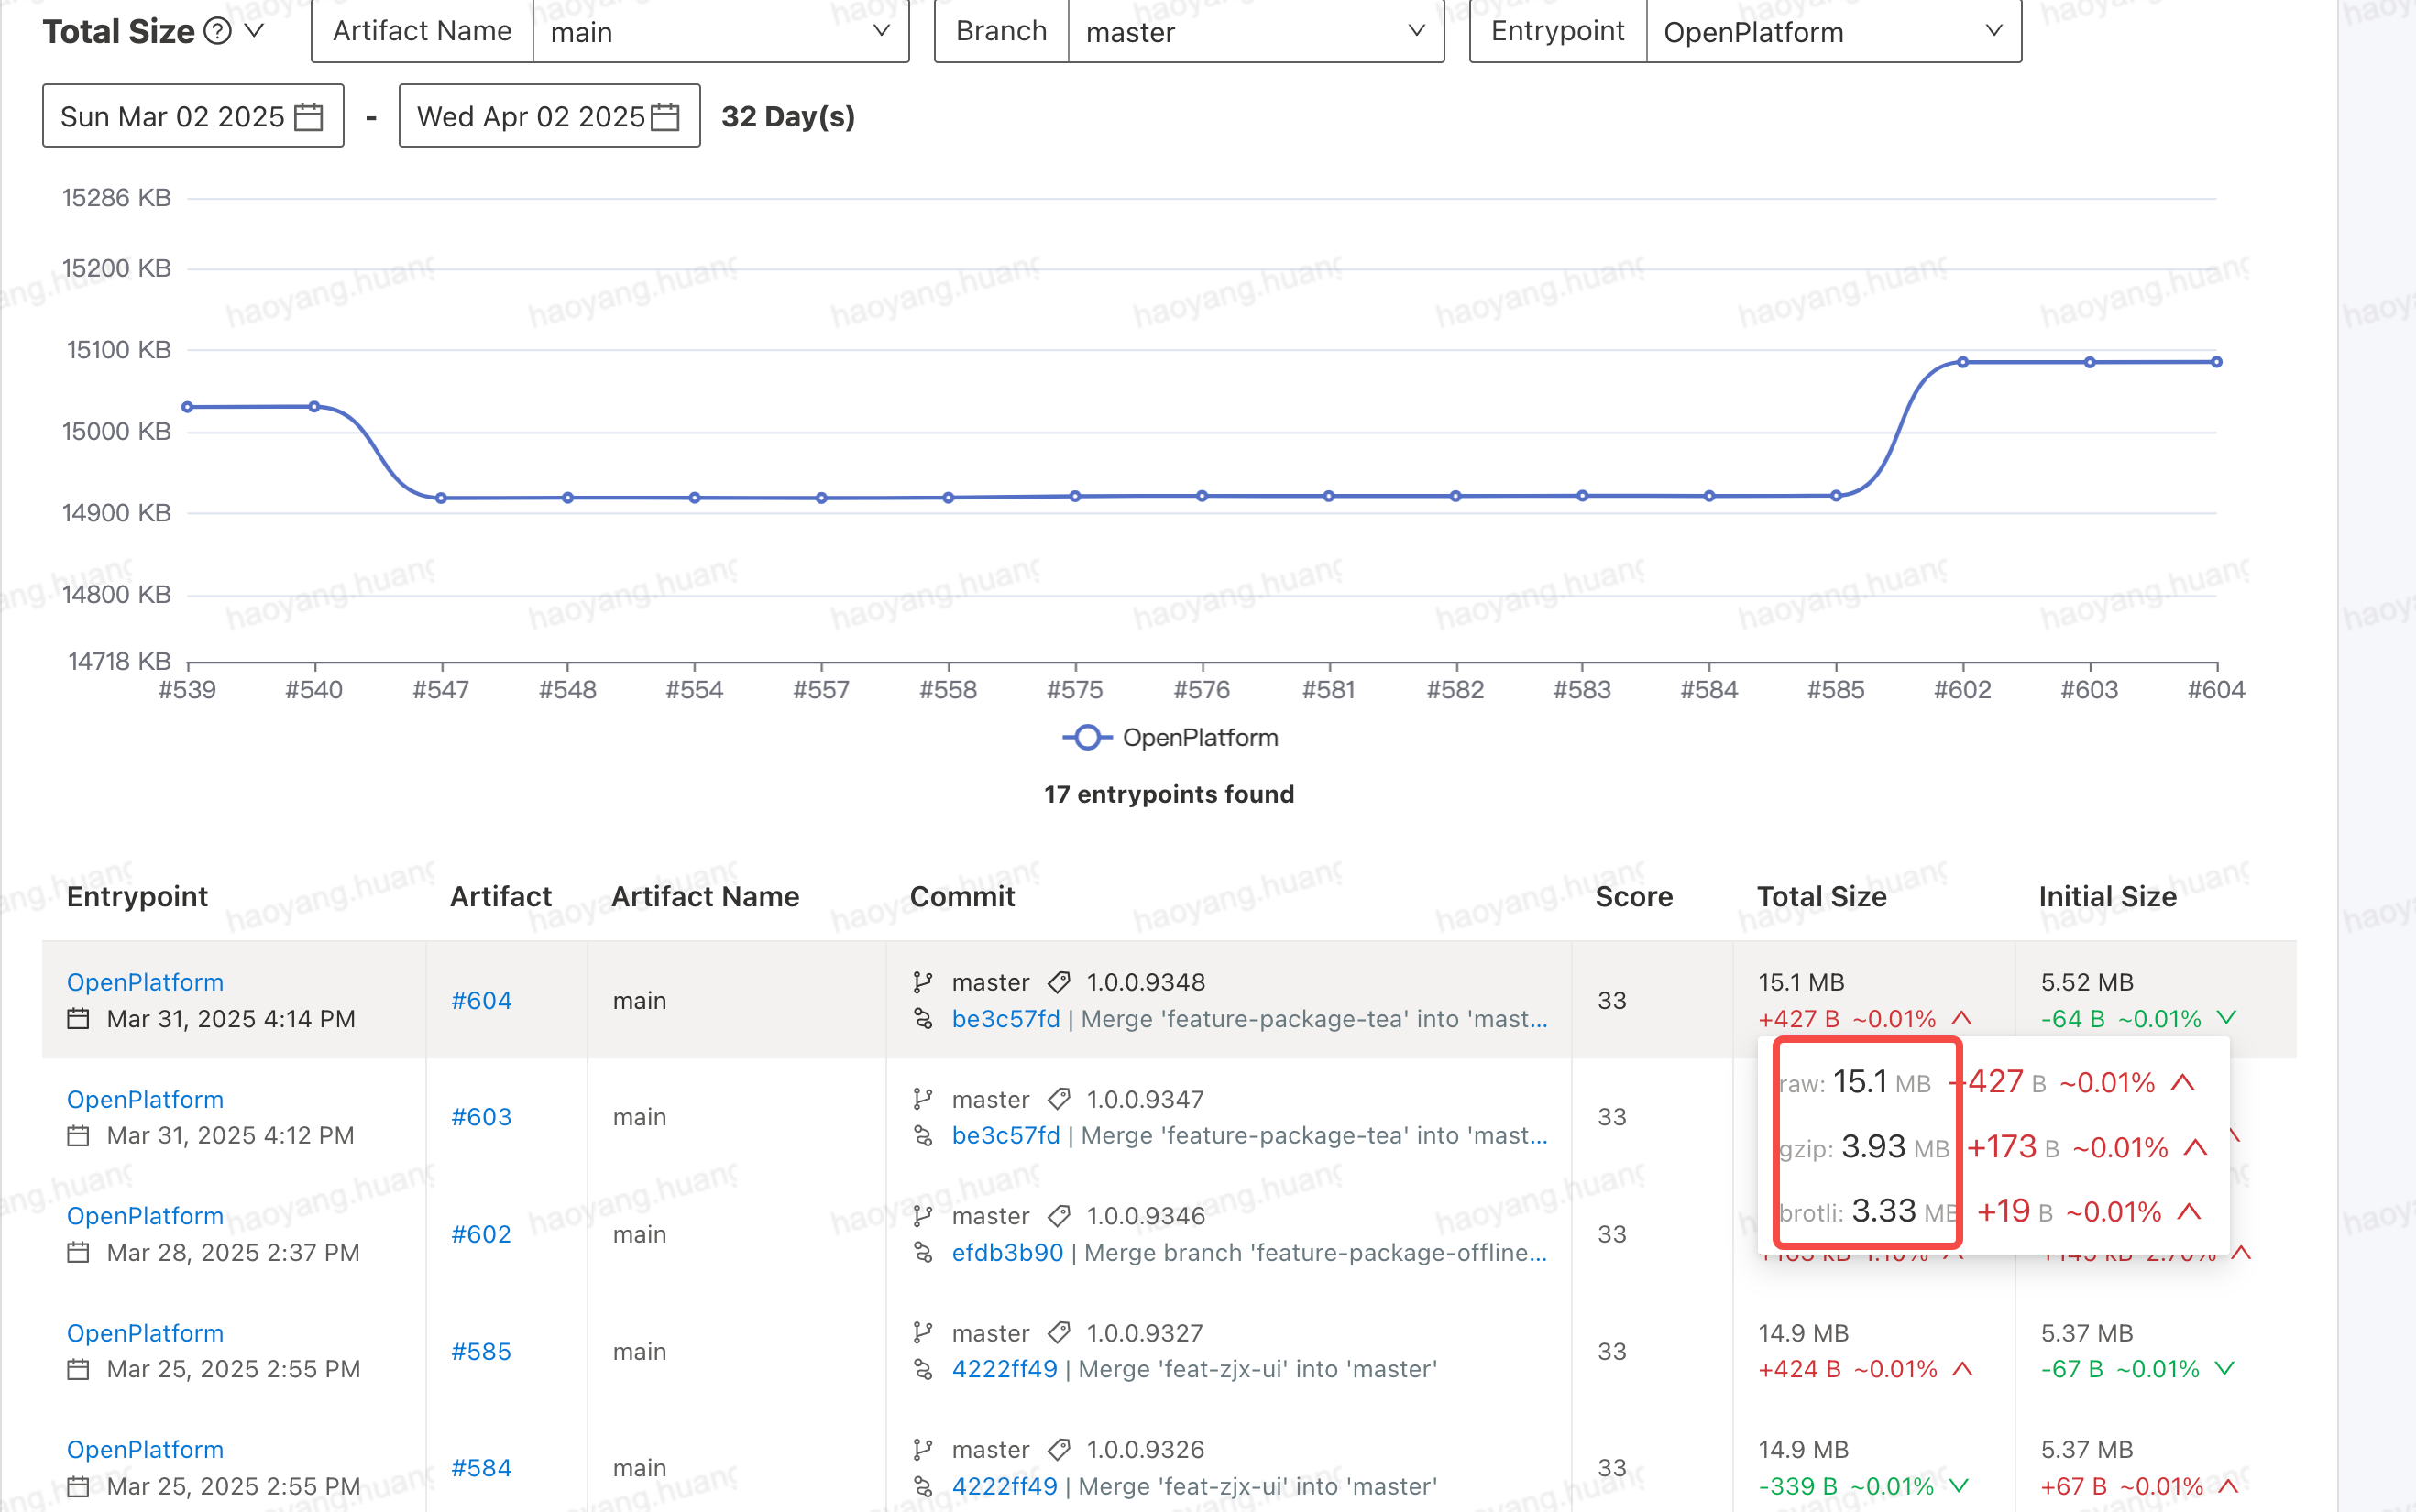 Total Size
Artifact Name main
Branch master
Entrypoint OpenPlatform
Sun Mar 02 2025 - Wed Apr 02 2025 32 Day(s)
15286 KB
15200 KB
15100 KB
15000 KB
14900 KB
14800 KB
14718 KB
#539 #540 #547 #548 #554 #557 #558 #575 #576 #581 #582 #583 #584 #585 #602 #603 #604
OpenPlatform
17 entrypoints found
Entrypoint Artifact Artifact Name Commit Score Total Size Initial Size
OpenPlatform
Mar 31, 2025 4:14 PM
#604
main
master 1.0.0.9348
be3c57fd | Merge 'feature-package-tea' into 'mast...
33
15.1 MB
+427 B ~0.01%
5.52 MB
-64 B ~0.01%
raw: 15.1 MB +427 B ~0.01%
gzip: 3.93 MB +173 B ~0.01%
brotli: 3.33 MB +19 B ~0.01%
OpenPlatform
Mar 31, 2025 4:12 PM
#603
main
master 1.0.0.9347
be3c57fd | Merge 'feature-package-tea' into 'mast...
33
OpenPlatform
Mar 28, 2025 2:37 PM
#602
main
master 1.0.0.9346
efdb3b90 | Merge branch 'feature-package-offline...
33
OpenPlatform
Mar 25, 2025 2:55 PM
#585
main
master 1.0.0.9327
4222ff49 | Merge 'feat-zjx-ui' into 'master'
33
14.9 MB
+424 B ~0.01%
5.37 MB
-67 B ~0.01%
OpenPlatform
Mar 25, 2025 2:55 PM
#584
main
master 1.0.0.9326
4222ff49 | Merge 'feat-zjx-ui' into 'master'
33
14.9 MB
-339 B ~0.01%
5.37 MB
+67 B ~0.01%
haoyang.huang